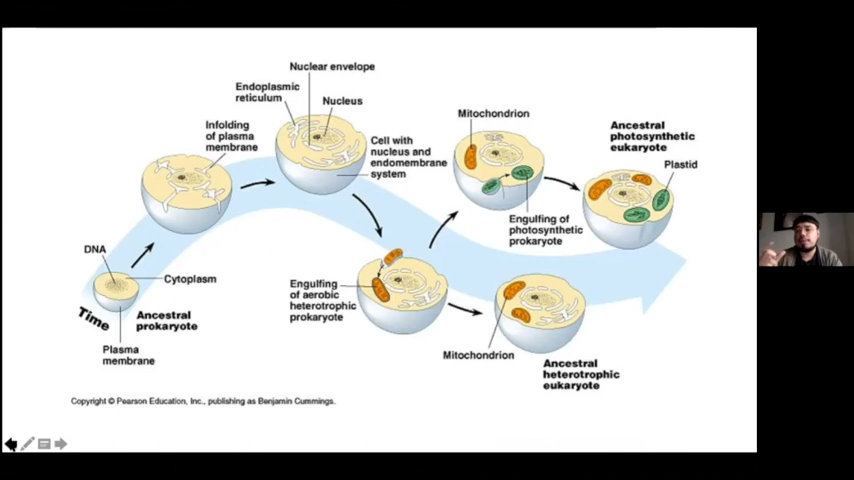 Nuclear envelope
Endoplasmic
reticulum
Nucleus
Infolding
of plasma
membrane
Cell with
nucleus and
endomembrane
system
Mitochondrion
Ancestral
photosynthetic
eukaryote
Plastid
Engulfing of
photosynthetic
prokaryote
DNA
Cytoplasm
Time
Ancestral
prokaryote
Plasma
membrane
Engulfing
of aerobic
heterotrophic
prokaryote
Mitochondrion
Ancestral
heterotrophic
eukaryote
Copyright © Pearson Education, Inc., publishing as Benjamin Cummings.